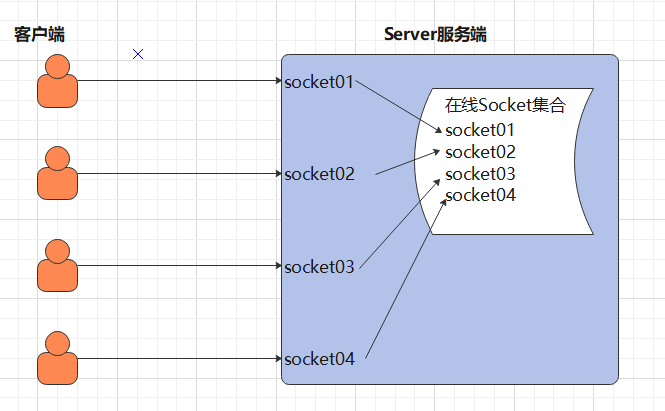 客户端
Server服务端
socket01
socket02
socket03
socket04
在线Socket集合
socket01
socket02
socket03
socket04